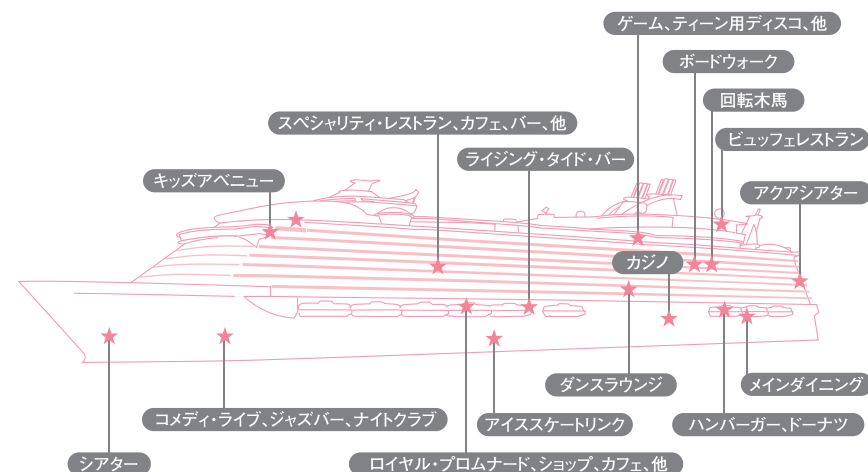 ゲーム、ティーン用ディスコ、他
ボードウォーク
回転木馬
スペシャリティ・レストラン、カフェ、バー、他
ビュッフェレストラン
ライジング・タイド・バー
キッズアベニュー
アクアシアター
カジノ
ダンスラウンジ
メインダイニング
コメディ・ライブ、ジャズバー、ナイトクラブ
アイススケートリンク
ハンバーガー、ドーナツ
シアター
ロイヤル・プロムナード、ショップ、カフェ、他